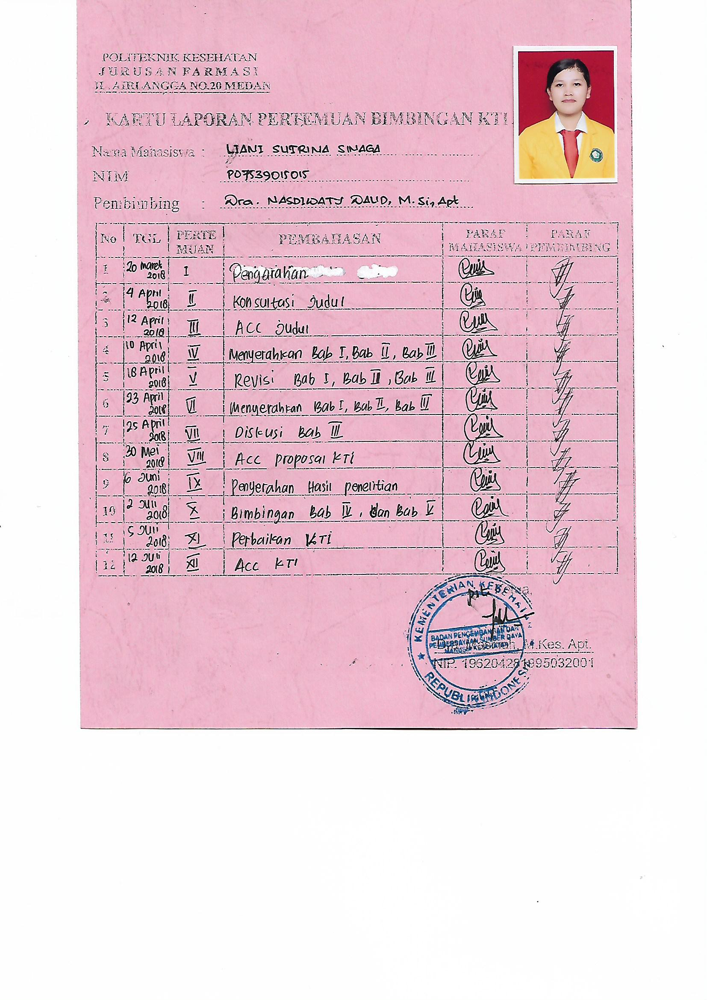 POLITEKNIK KESEHATAN
JURUSAN FARMASI
JL. AIRLANGGA NO.20 MEDAN
KARTU LAPORAN PERTEMUAN BIMBINGAN KTI
Nama Mahasiswa : LIANI SUTRINA SINAGA
NIM : P07539015015
Pembimbing : Dra. NASDIWATY DAUD, M.Si, Apt
No TGL PERTEMUAN PEMBAHASAN PARAF MAHASISWA PARAF PEMBIMBING
1 20 Maret 2018 I Pengarahan
2 4 April 2018 II Konsultasi Judul
3 12 April 2018 III ACC Judul
4 10 April 2018 IV Menyerahkan Bab I, Bab II, Bab III
5 18 April 2018 V Revisi Bab I, Bab II, Bab III
6 23 April 2018 VI Menyerahkan Bab I, Bab II, Bab III
7 25 April 2018 VII Diskusi Bab III
8 30 Mei 2018 VIII Acc proposal KTI
9 6 Juni 2018 IX Penyerahan Hasil penelitian
10 2 Juli 2018 X Bimbingan Bab IV, dan Bab V
11 5 Juli 2018 XI Perbaikan KTI
12 12 Juli 2018 XII Acc KTI
KEMENTERIAN KESEHATAN
BADAN PENGEMBANGAN DAN
PEMBERDAYAAN SUMBER DAYA
MANUSIA KESEHATAN
REPUBLIK INDONESIA
M.Kes. Apt.
NIP. 196204281995032001